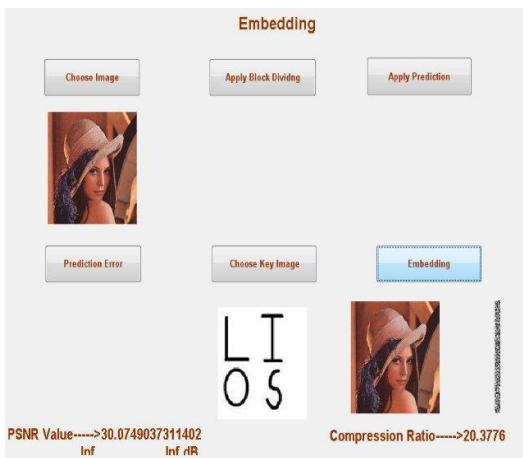 Embedding
Choose Image Apply Block Dividng Apply Prediction
Prediction Error Choose Key Image Embedding
L I
O S
PSNR Value----->30.0749037311402 Compression Ratio----->20.3776
Inf Inf dB